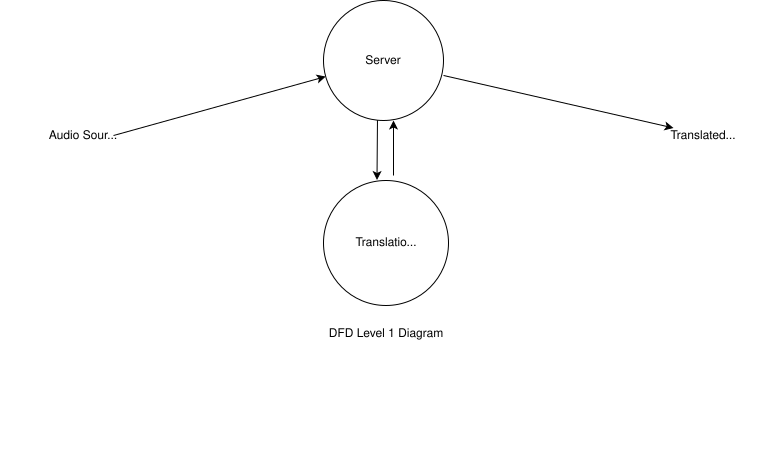 Server
Audio Sour...
Translated...
Translatio...
DFD Level 1 Diagram